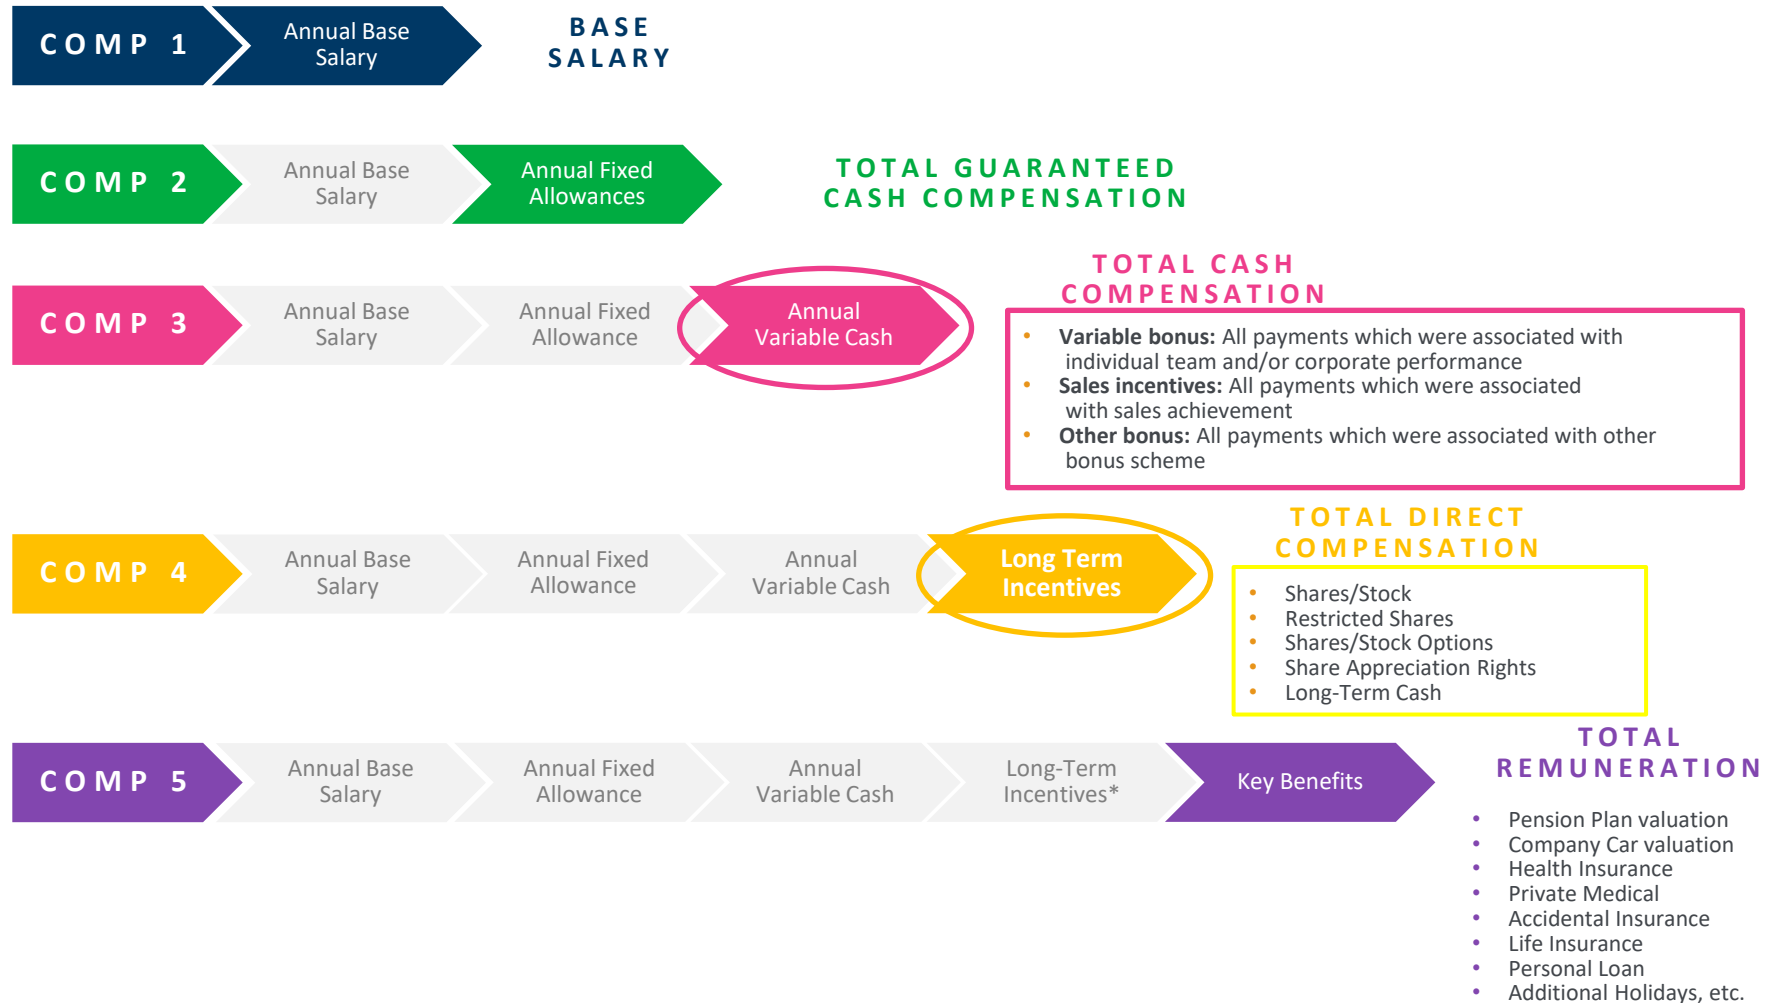 COMP 1
Annual Base
Salary
BASE
SALARY
COMP 2
Annual Base
Salary
Annual Fixed
Allowances
TOTAL GUARANTEED
CASH COMPENSATION
COMP 3
Annual Base
Salary
Annual Fixed
Allowance
Annual
Variable Cash
TOTAL CASH
COMPENSATION
• Variable bonus: All payments which were associated with
individual team and/or corporate performance
• Sales incentives: All payments which were associated
with sales achievement
• Other bonus: All payments which were associated with other
bonus scheme
COMP 4
Annual Base
Salary
Annual Fixed
Allowance
Annual
Variable Cash
Long Term
Incentives
TOTAL DIRECT
COMPENSATION
• Shares/Stock
• Restricted Shares
• Shares/Stock Options
• Share Appreciation Rights
• Long-Term Cash
COMP 5
Annual Base
Salary
Annual Fixed
Allowance
Annual
Variable Cash
Long-Term
Incentives*
Key Benefits
TOTAL
REMUNERATION
• Pension Plan valuation
• Company Car valuation
• Health Insurance
• Private Medical
• Accidental Insurance
• Life Insurance
• Personal Loan
• Additional Holidays, etc.